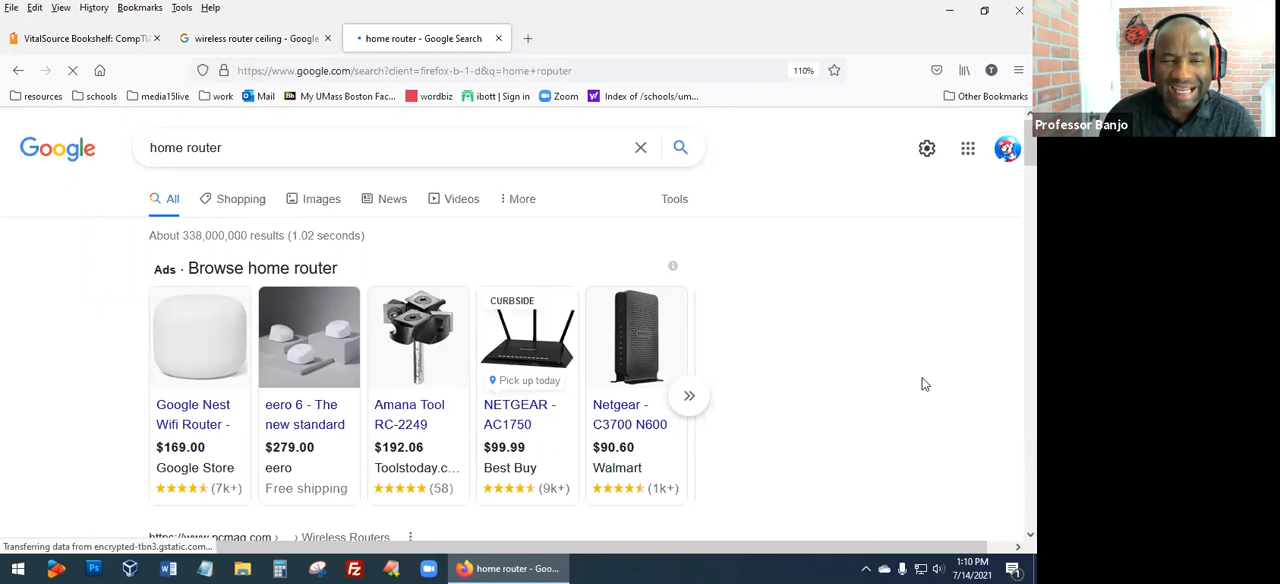 File Edit View History Bookmarks Tools Help
VitalSource Bookshelf: CompTIA
wireless router ceiling - Google
home router - Google Search
https://www.google.com/search?client=firefox-b-1-d&q=home+roputer
110%
resources schools media15live work Mail My UMass Boston Fac... wordbiz ibott | Sign in Zoom Index of /schools/um... Other Bookmarks
Professor Banjo
Google
home router
All Shopping Images News Videos More Tools
About 338,000,000 results (1.02 seconds)
Ads · Browse home router
CURBSIDE
Pick up today
Google Nest
Wifi Router -
$169.00
Google Store
(7k+)
eero 6 - The
new standard
$279.00
eero
Free shipping
Amana Tool
RC-2249
$192.06
Toolstoday.c...
(58)
NETGEAR -
AC1750
$99.99
Best Buy
(9k+)
Netgear -
C3700 N600
$90.60
Walmart
(1k+)
https://www.pcmag.com › › Wireless Routers
Transferring data from encrypted-tbn3.gstatic.com...
home router - Goo...
1:10 PM
7/14/2021